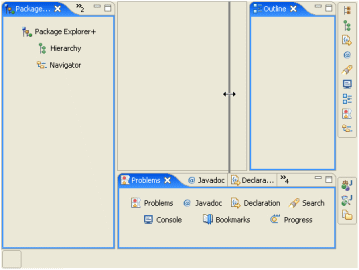 Package...
»2
Outline
Package Explorer+
Hierarchy
Navigator
Problems
@ Javadoc
Declara...
»4
Problems
@ Javadoc
Declaration
Search
Console
Bookmarks
Progress